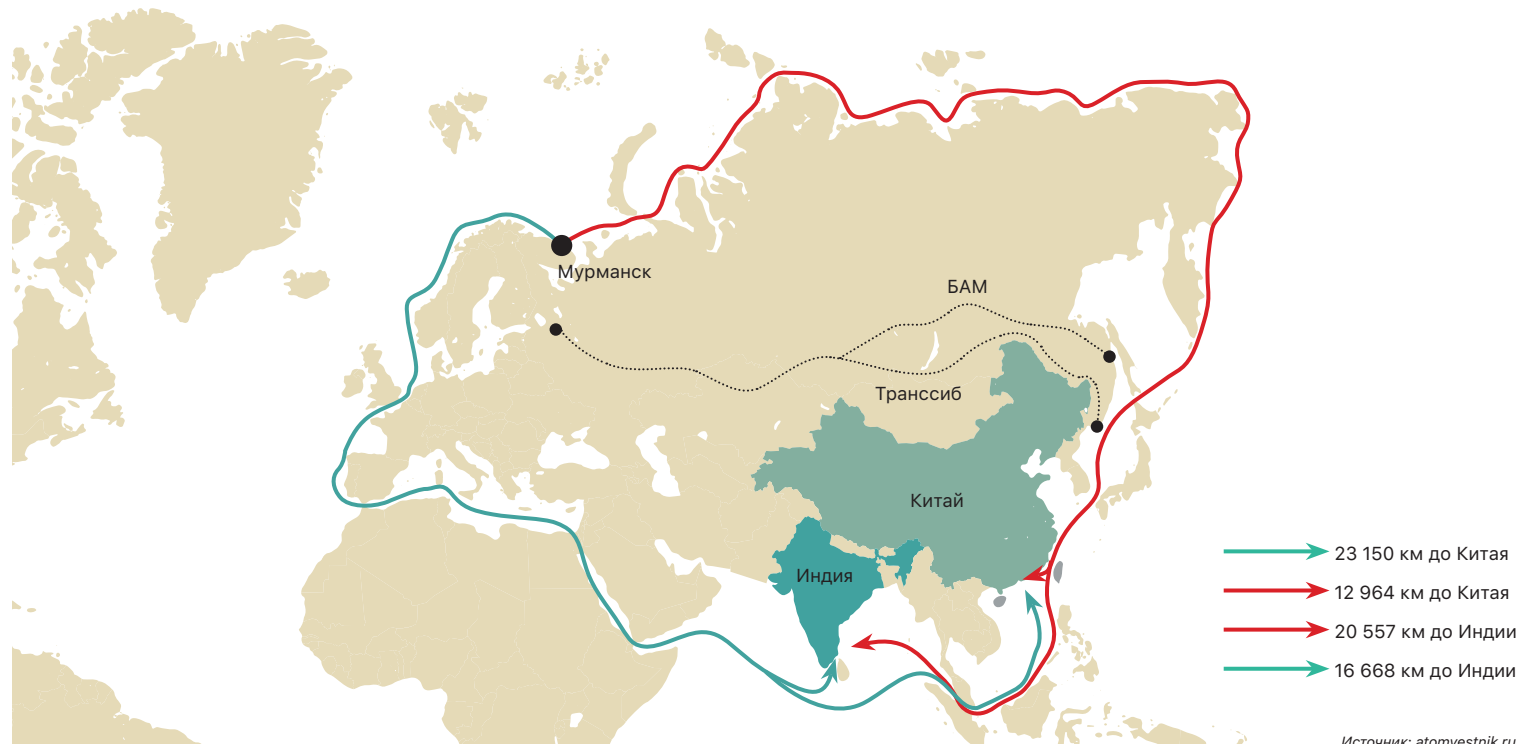 Мурманск
БАМ
Транссиб
Китай
Индия
23 150 км до Китая
12 964 км до Китая
20 557 км до Индии
16 668 км до Индии
Источник: atomvestnik.ru